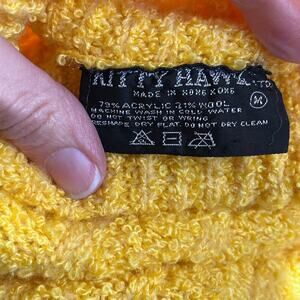 KITTY HAWK LTD.
MADE IN HONG KONG
M
79% ACRYLIC 21% WOOL
MACHINE WASH IN COLD WATER
DO NOT TWIST OR WRING
RESHAPE DRY FLAT. DO NOT DRY CLEAN